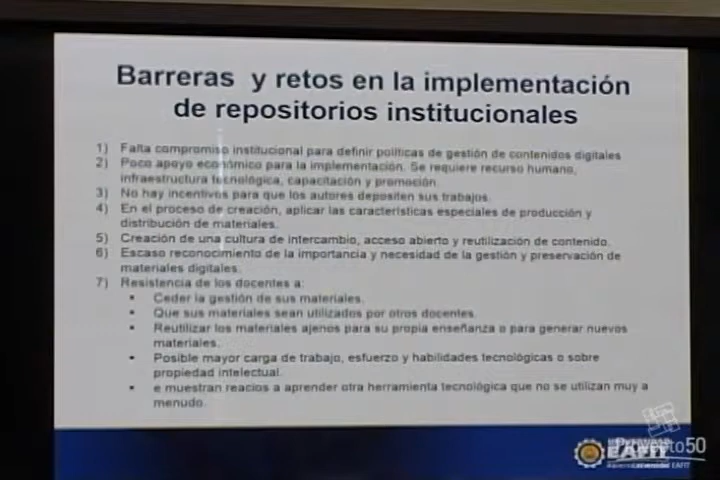 Barreras y retos en la implementación
de repositorios institucionales
1) Falta compromiso institucional para definir políticas de gestión de contenidos digitales
2) Poco apoyo económico para la implementación. Se requiere recurso humano,
infraestructura tecnológica, capacitación y promoción.
3) No hay incentivos para que los autores depositen sus trabajos.
4) En el proceso de creación, aplicar las características especiales de producción y
distribución de materiales.
5) Creación de una cultura de intercambio, acceso abierto y reutilización de contenido.
6) Escaso reconocimiento de la importancia y necesidad de la gestión y preservación de
materiales digitales.
7) Resistencia de los docentes a:
▪ Ceder la gestión de sus materiales.
▪ Que sus materiales sean utilizados por otros docentes.
▪ Reutilizar los materiales ajenos para su propia enseñanza o para generar nuevos
materiales.
▪ Posible mayor carga de trabajo, esfuerzo y habilidades tecnológicas o sobre
propiedad intelectual.
▪ e muestran reacios a aprender otra herramienta tecnológica que no se utilizan muy a
menudo.
Proyecto50
EAFIT